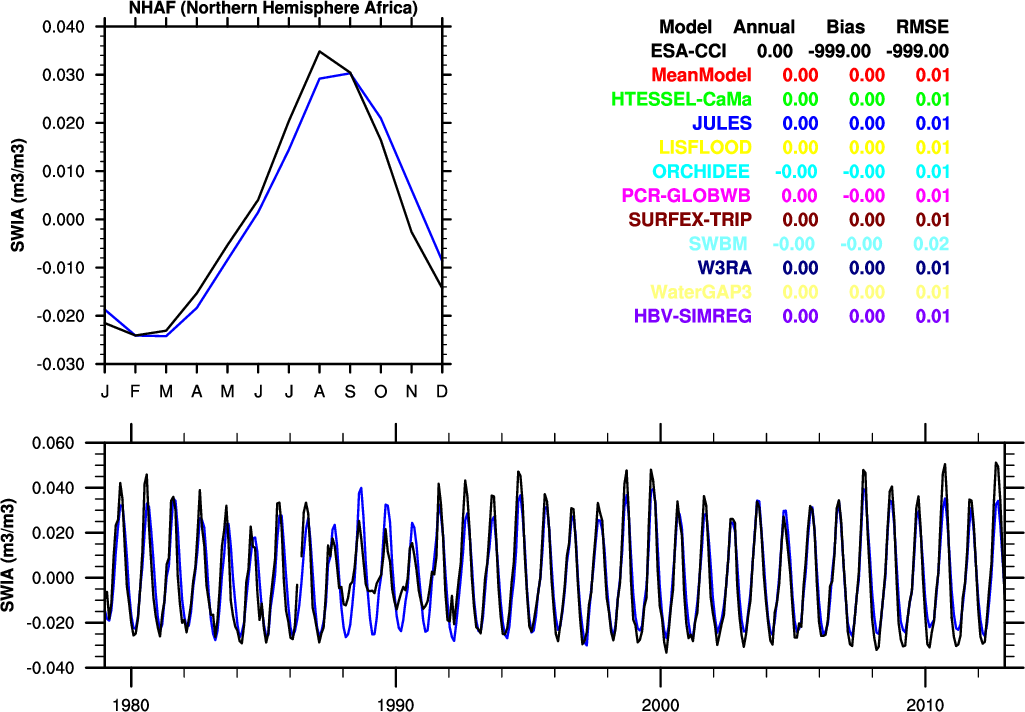 NHAF (Northern Hemisphere Africa)
0.040
0.030
0.020
0.010
0.000
-0.010
-0.020
-0.030
SWIA (m3/m3)
J F M A M J J A S O N D
Model Annual Bias RMSE
ESA-CCI 0.00 -999.00 -999.00
MeanModel 0.00 0.00 0.01
HTESSEL-CaMa 0.00 0.00 0.01
JULES 0.00 0.00 0.01
LISFLOOD 0.00 0.00 0.01
ORCHIDEE -0.00 -0.00 0.01
PCR-GLOBWB 0.00 -0.00 0.01
SURFEX-TRIP 0.00 0.00 0.01
SWBM -0.00 -0.00 0.02
W3RA 0.00 0.00 0.01
WaterGAP3 0.00 0.00 0.01
HBV-SIMREG 0.00 0.00 0.01
0.060
0.040
0.020
0.000
-0.020
-0.040
SWIA (m3/m3)
1980 1990 2000 2010